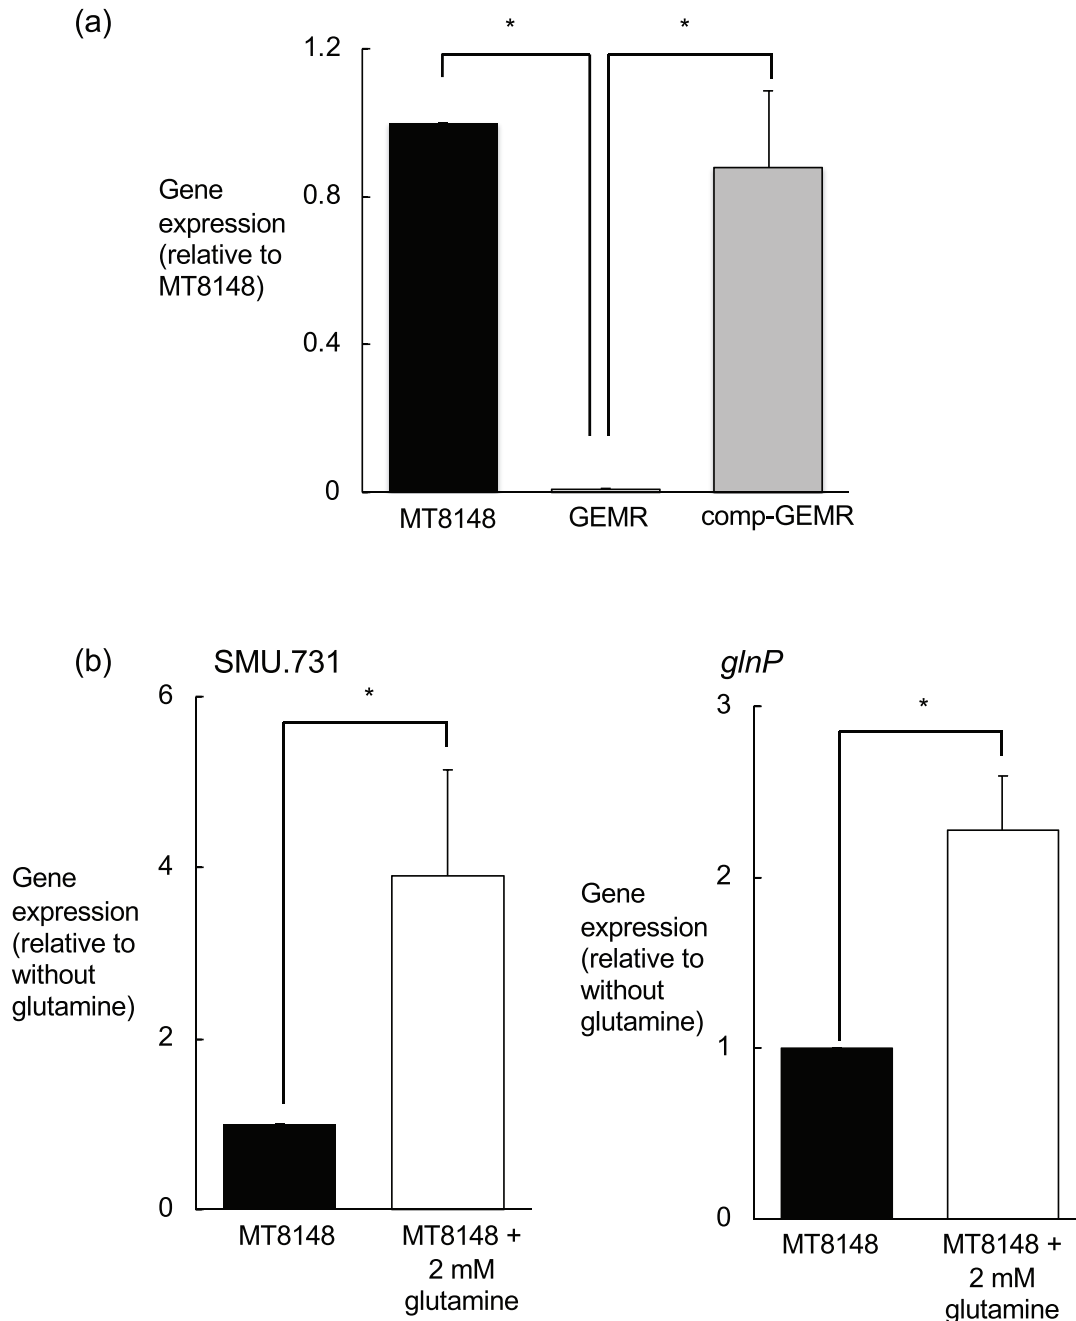 (a)
*
*
1.2
0.8
0.4
0
Gene
expression
(relative to
MT8148)
MT8148
GEMR
comp-GEMR
(b)
SMU.731
*
6
4
2
0
Gene
expression
(relative to
without
glutamine)
MT8148
MT8148 +
2 mM
glutamine
glnP
*
3
2
1
0
Gene
expression
(relative to
without
glutamine)
MT8148
MT8148 +
2 mM
glutamine